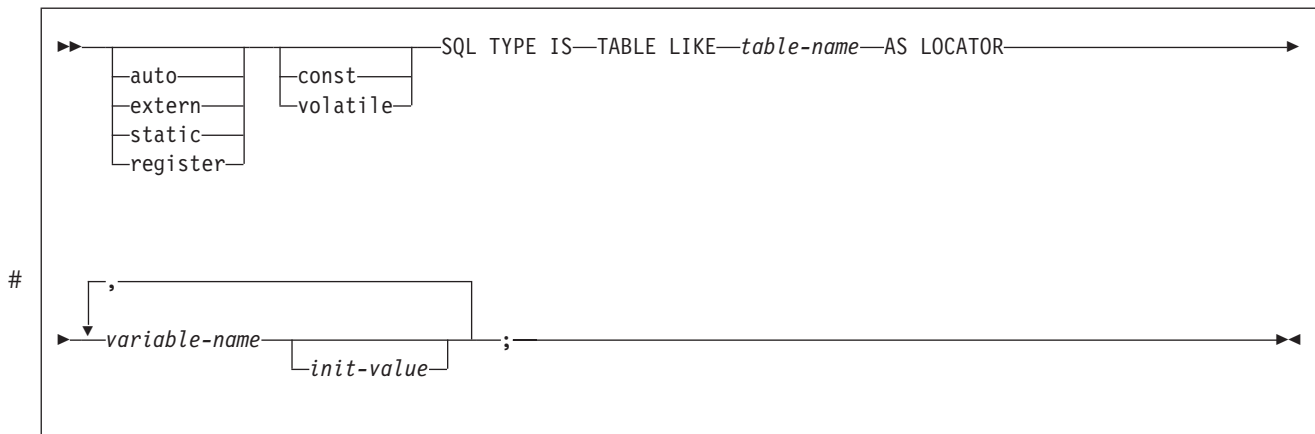 SQL TYPE IS TABLE LIKE table-name AS LOCATOR
auto const
extern volatile
static
register
#
,
variable-name ;
init-value